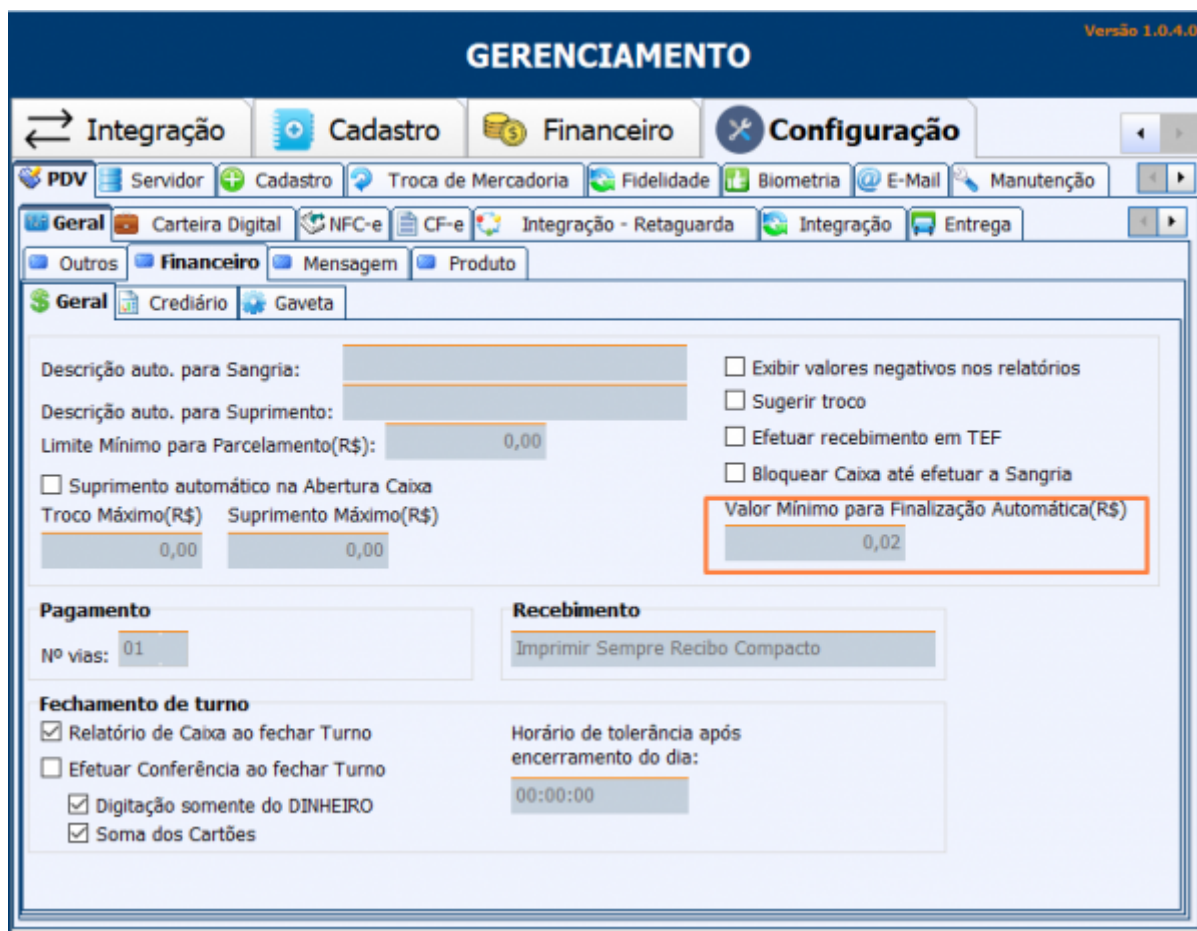 Versão 1.0.4.0
GERENCIAMENTO
Integração Cadastro Financeiro Configuração
PDV Servidor Cadastro Troca de Mercadoria Fidelidade Biometria E-Mail Manutenção
Geral Carteira Digital NFC-e CF-e Integração - Retaguarda Integração Entrega
Outros Financeiro Mensagem Produto
Geral Crediário Gaveta
Descrição auto. para Sangria:
Exibir valores negativos nos relatórios
Descrição auto. para Suprimento:
Sugerir troco
Limite Mínimo para Parcelamento(R$): 0,00
Efetuar recebimento em TEF
Suprimento automático na Abertura Caixa
Bloquear Caixa até efetuar a Sangria
Troco Máximo(R$) Suprimento Máximo(R$)
Valor Mínimo para Finalização Automática(R$)
0,00 0,00
0,02
Pagamento
Nº vias: 01
Recebimento
Imprimir Sempre Recibo Compacto
Fechamento de turno
Relatório de Caixa ao fechar Turno
Efetuar Conferência ao fechar Turno
Digitação somente do DINHEIRO
Soma dos Cartões
Horário de tolerância após
encerramento do dia:
00:00:00